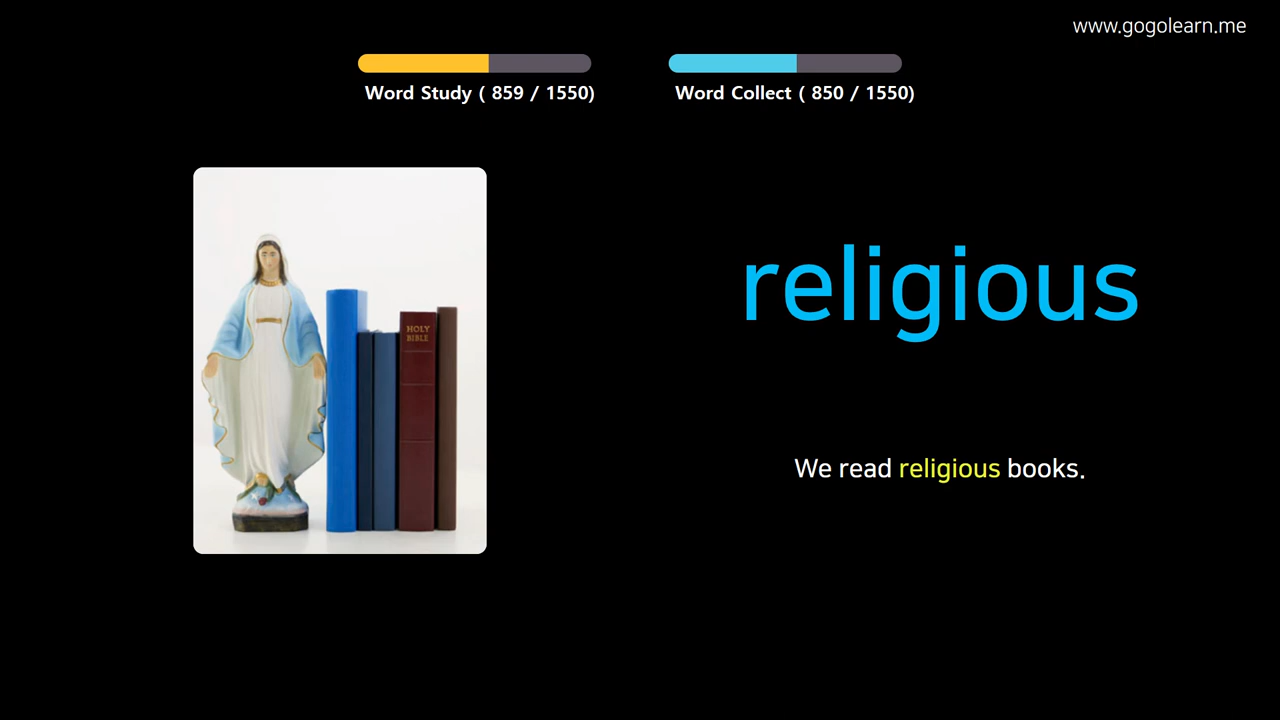 www.gogolearn.me
Word Study ( 859 / 1550)
Word Collect ( 850 / 1550)
HOLY
BIBLE
religious
We read religious books.